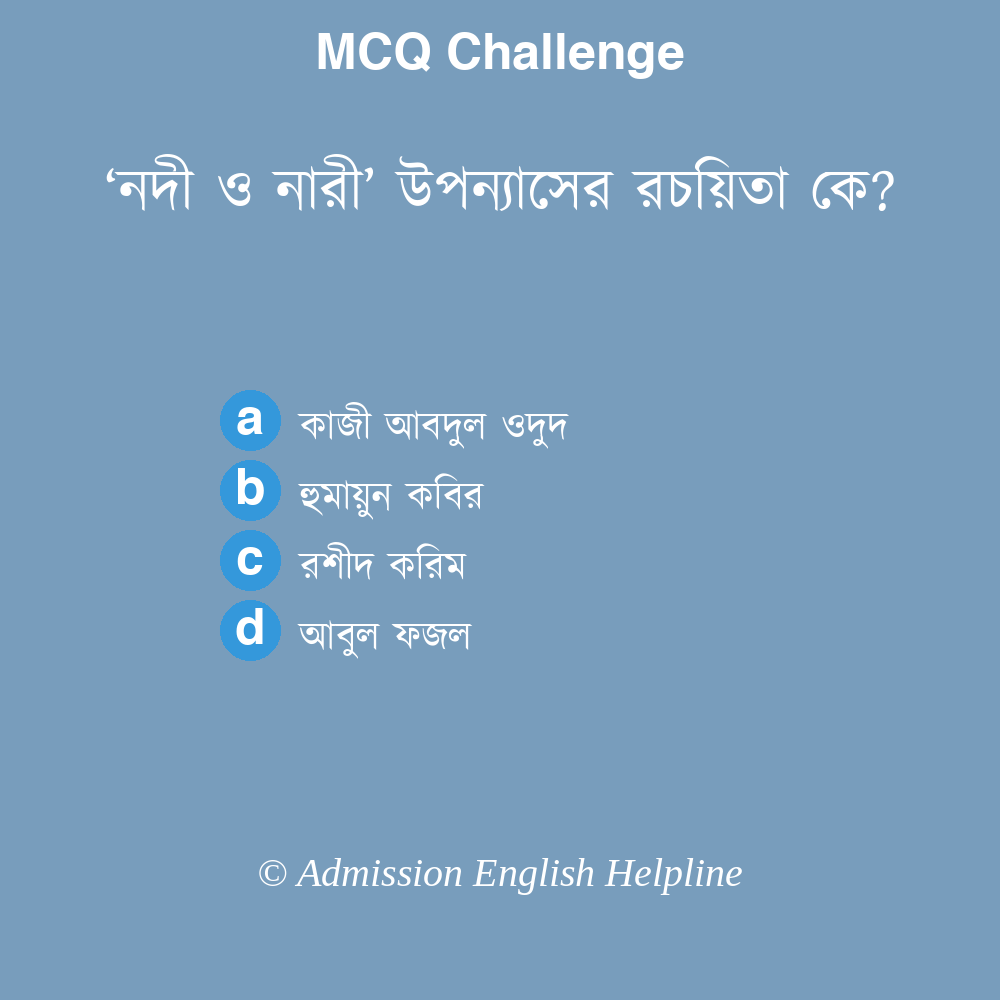 MCQ Challenge
‘নদী ও নারী’ উপন্যাসের রচয়িতা কে?
a কাজী আবদুল ওদুদ
b হুমায়ুন কবির
c রশীদ করিম
d আবুল ফজল
© Admission English Helpline